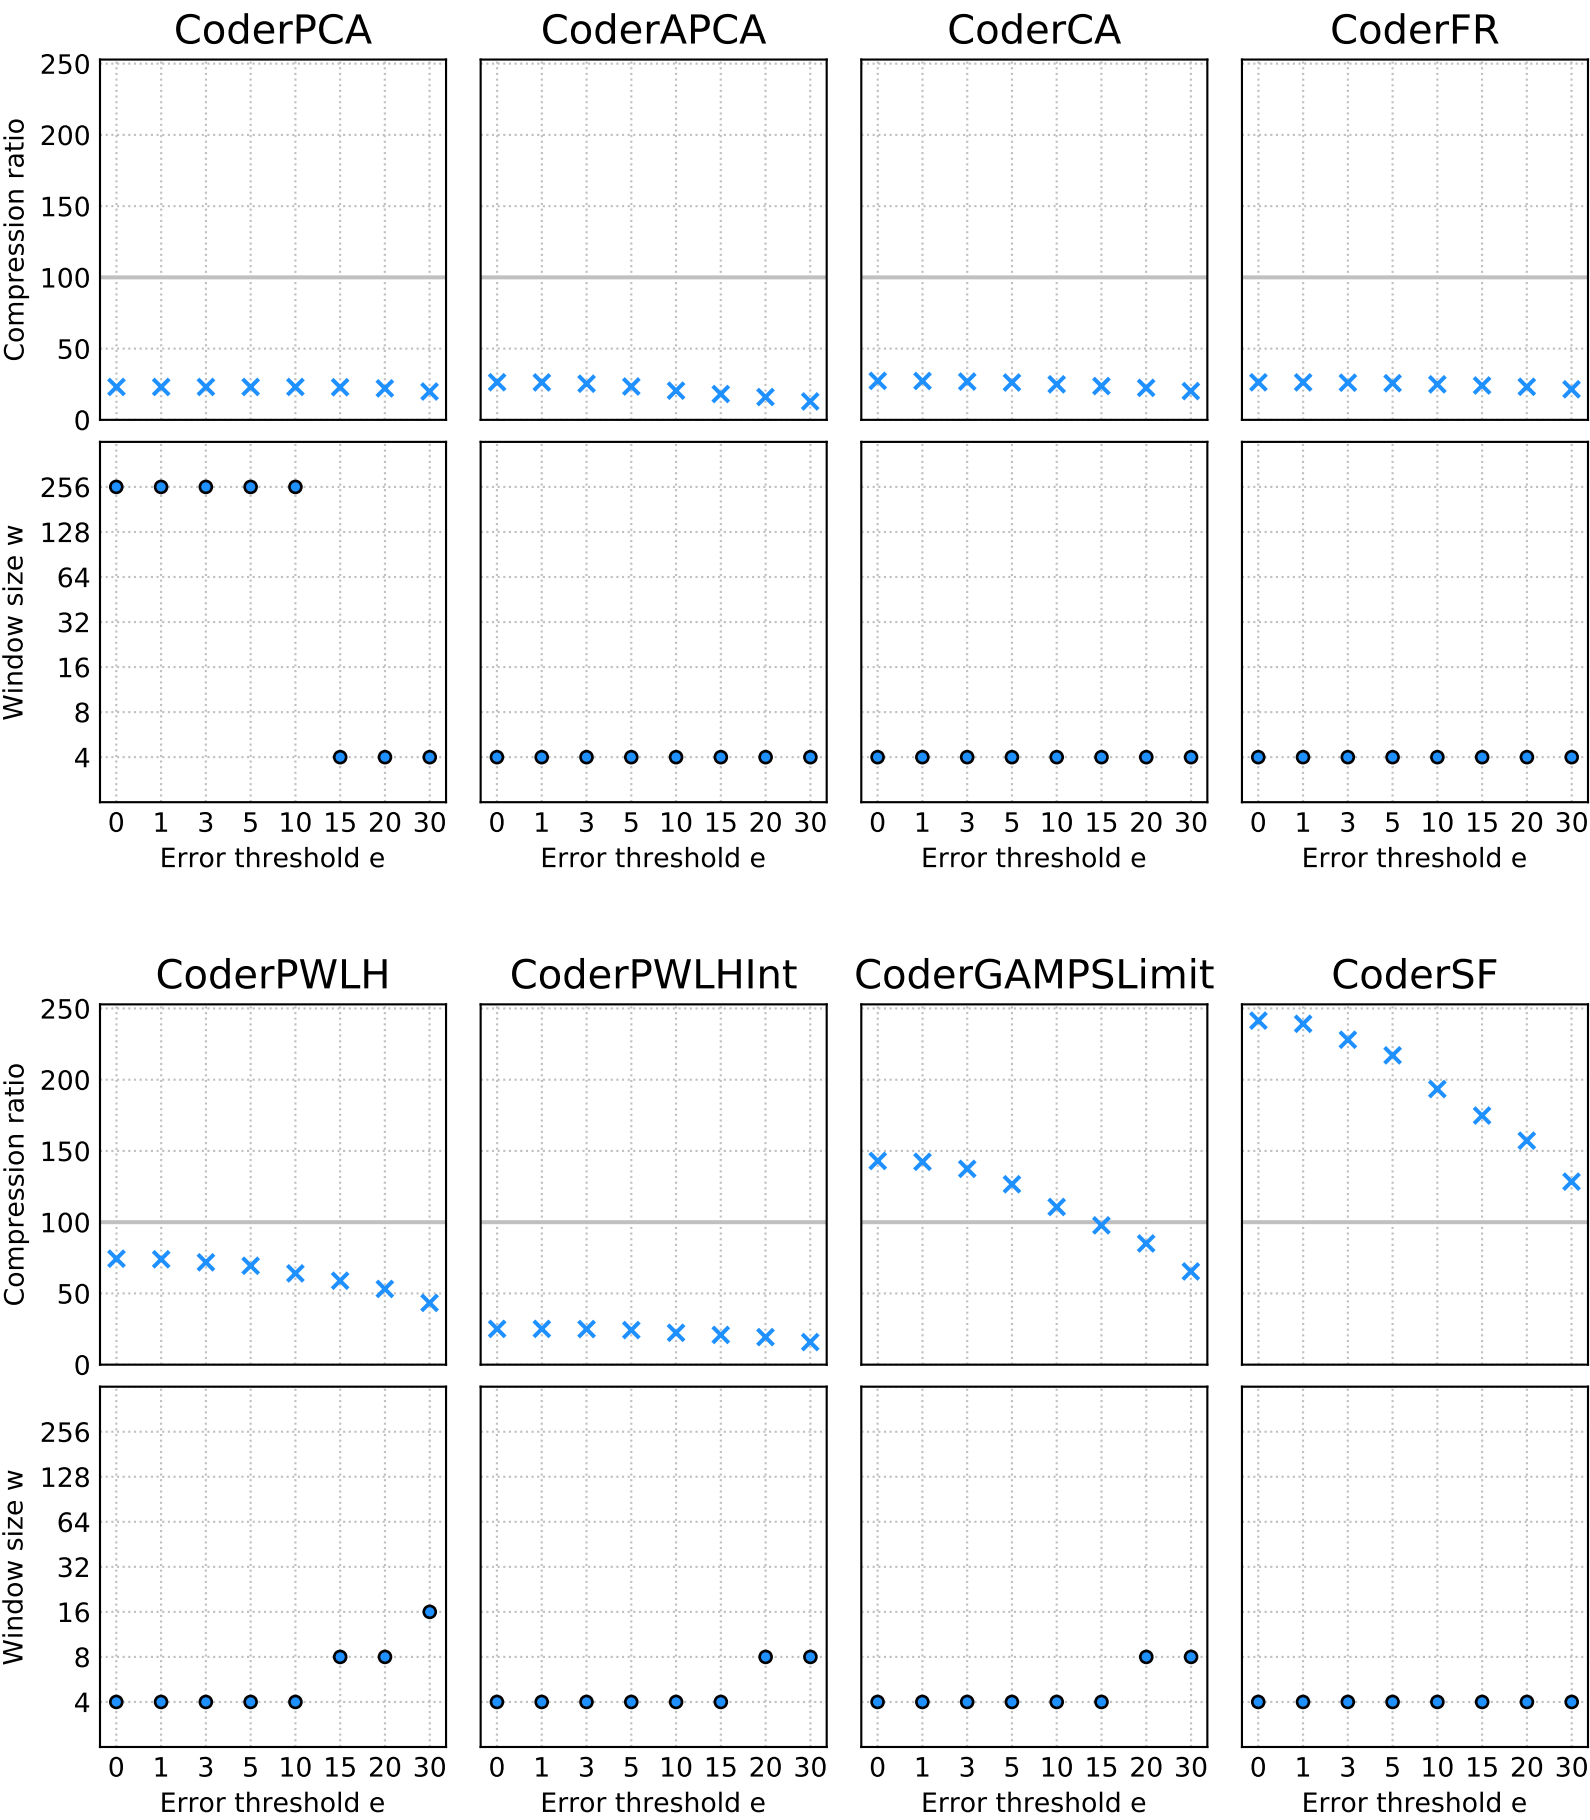 CoderPCA CoderAPCA CoderCA CoderFR
250
200
150
100
50
0
Compression ratio
256
128
64
32
16
8
4
Window size w
0 1 3 5 10 15 20 30 0 1 3 5 10 15 20 30 0 1 3 5 10 15 20 30 0 1 3 5 10 15 20 30
Error threshold e Error threshold e Error threshold e Error threshold e
CoderPWLH CoderPWLHInt CoderGAMPSLimit CoderSF
250
200
150
100
50
0
Compression ratio
256
128
64
32
16
8
4
Window size w
0 1 3 5 10 15 20 30 0 1 3 5 10 15 20 30 0 1 3 5 10 15 20 30 0 1 3 5 10 15 20 30
Error threshold e Error threshold e Error threshold e Error threshold e